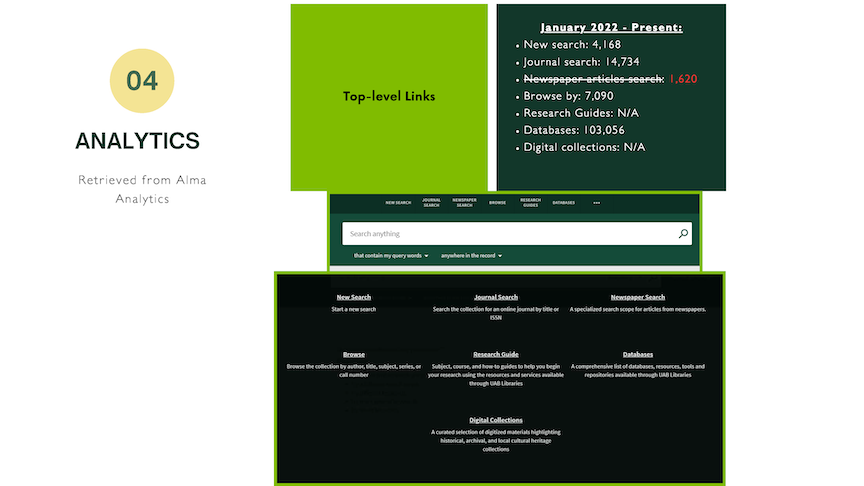 04
ANALYTICS
Retrieved from Alma
Analytics
Top-level Links
January 2022 - Present:
• New search: 4,168
• Journal search: 14,734
• Newspaper articles search: 1,620
• Browse by: 7,090
• Research Guides: N/A
• Databases: 103,056
• Digital collections: N/A
NEW SEARCH
JOURNAL
SEARCH
NEWSPAPER
SEARCH
BROWSE
RESEARCH
GUIDES
DATABASES
•••
Search anything
that contain my query words
anywhere in the record
New Search
Start a new search
Journal Search
Search the collection for an online journal by title or
ISSN
Newspaper Search
A specialized search scope for articles from newspapers.
Browse
Browse the collection by author, title, subject, series, or
call number
Research Guide
Subject, course, and how-to guides to help you begin
your research using the resources and services available
through UAB Libraries
Databases
A comprehensive list of databases, resources, tools and
repositories available through UAB Libraries
Digital Collections
A curated selection of digitized materials highlighting
historical, archival, and local cultural heritage
collections